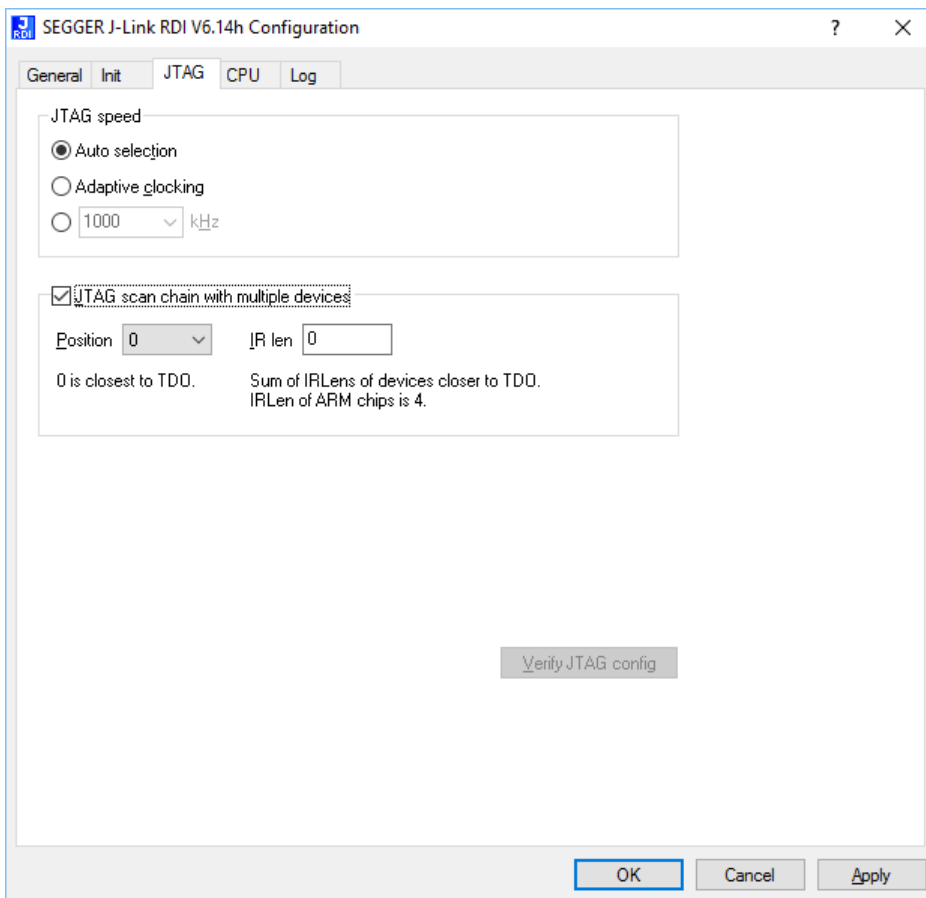 J RDI SEGGER J-Link RDI V6.14h Configuration ? X
General Init JTAG CPU Log
JTAG speed
Auto selection
Adaptive clocking
1000 kHz
JTAG scan chain with multiple devices
Position 0 IR len 0
0 is closest to TDO. Sum of IRLens of devices closer to TDO.
IRLen of ARM chips is 4.
Verify JTAG config
OK Cancel Apply